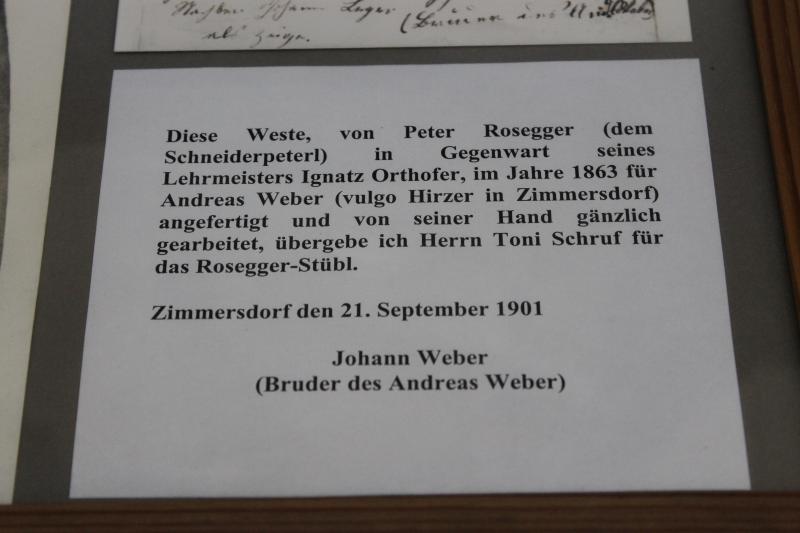 als Zeuge.
Diese Weste, von Peter Rosegger (dem
Schneiderpeterl) in Gegenwart seines
Lehrmeisters Ignatz Orthofer, im Jahre 1863 für
Andreas Weber (vulgo Hirzer in Zimmersdorf)
angefertigt und von seiner Hand gänzlich
gearbeitet, übergebe ich Herrn Toni Schruf für
das Rosegger-Stübl.
Zimmersdorf den 21. September 1901
Johann Weber
(Bruder des Andreas Weber)